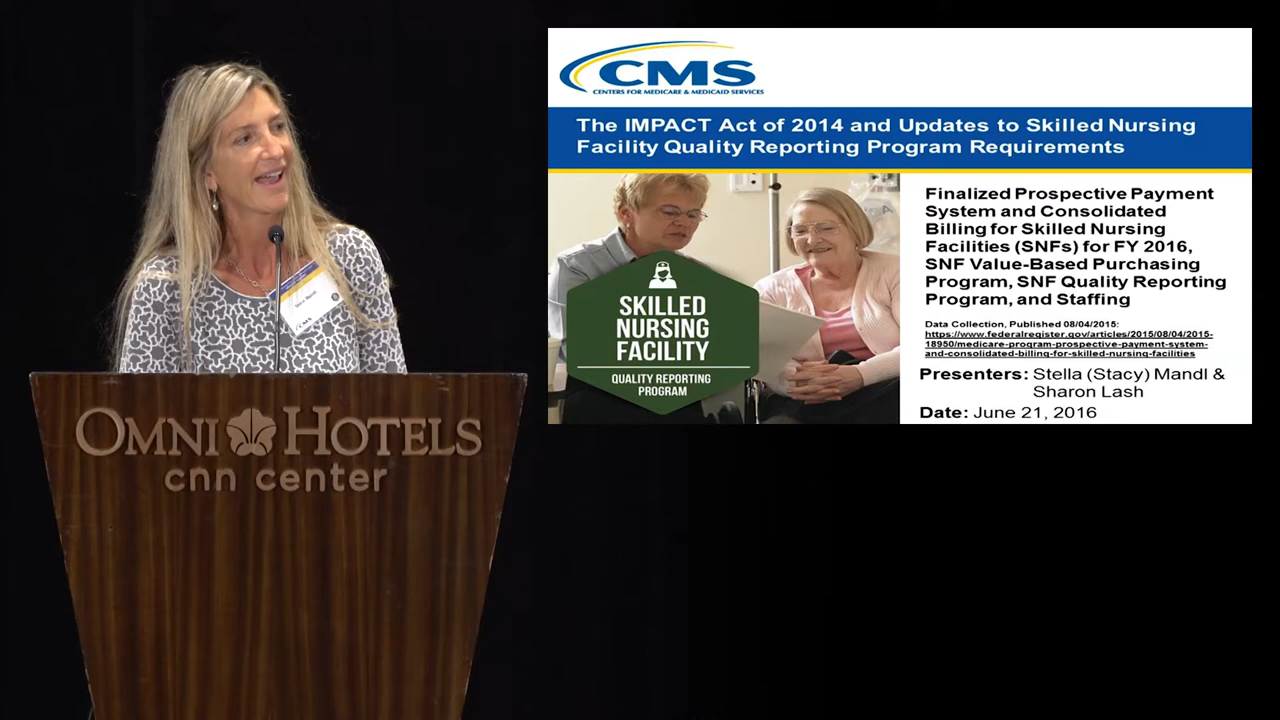 CMS
CENTERS FOR MEDICARE & MEDICAID SERVICES
The IMPACT Act of 2014 and Updates to Skilled Nursing
Facility Quality Reporting Program Requirements
SKILLED
NURSING
FACILITY
QUALITY REPORTING
PROGRAM
Finalized Prospective Payment
System and Consolidated
Billing for Skilled Nursing
Facilities (SNFs) for FY 2016,
SNF Value-Based Purchasing
Program, SNF Quality Reporting
Program, and Staffing
Data Collection, Published 08/04/2015:
https://www.federalregister.gov/articles/2015/08/04/2015-
18950/medicare-program-prospective-payment-system-
and-consolidated-billing-for-skilled-nursing-facilities
Presenters: Stella (Stacy) Mandl &
Sharon Lash
Date: June 21, 2016
CMS
OMNI HOTELS
cnn center